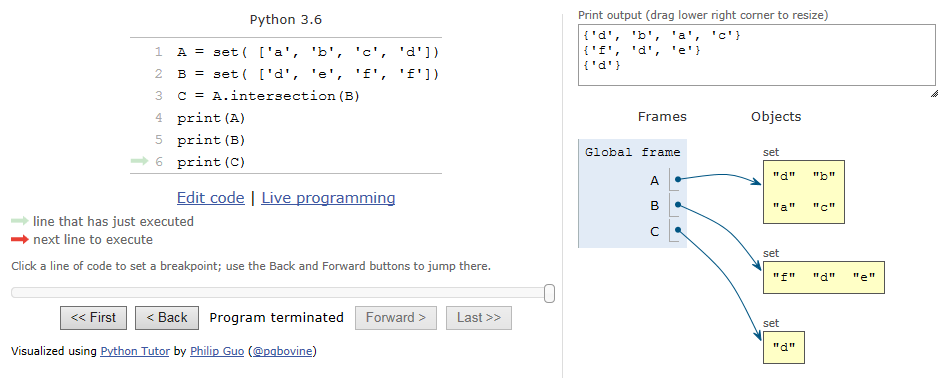 Python 3.6
1 A = set( ['a', 'b', 'c', 'd'])
2 B = set( ['d', 'e', 'f', 'f'])
3 C = A.intersection(B)
4 print(A)
5 print(B)
6 print(C)
Edit code | Live programming
line that has just executed
next line to execute
Click a line of code to set a breakpoint; use the Back and Forward buttons to jump there.
<< First < Back Program terminated Forward > Last >>
Visualized using Python Tutor by Philip Guo (@pgbovine)
Print output (drag lower right corner to resize)
{'d', 'b', 'a', 'c'}
{'f', 'd', 'e'}
{'d'}
Frames Objects
Global frame
A
B
C
set
"d" "b"
"a" "c"
set
"f" "d" "e"
set
"d"